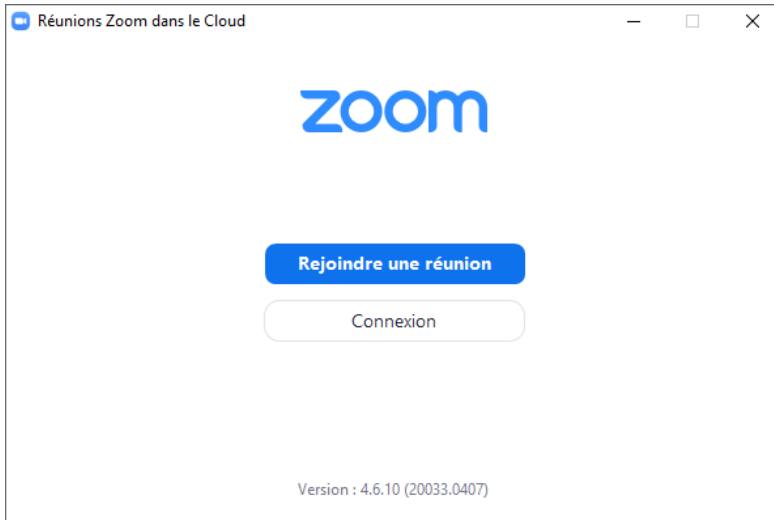 Réunions Zoom dans le Cloud
zoom
Rejoindre une réunion
Connexion
Version : 4.6.10 (20033.0407)